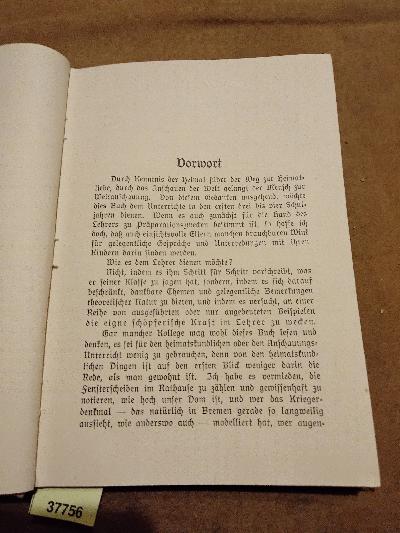 Vorwort
Durch Kenntnis der Heimat führt der Weg zur Heimat-
liebe, durch das Anschauen der Welt gelangt der Mensch zur
Weltanschauung. Von diesem Gedanken ausgehend, möchte
dies Buch dem Unterrichte in den ersten drei bis vier Schul-
jahren dienen. Wenn es auch zunächst für die Hand des
Lehrers zu Präparationszwecken bestimmt ist, so hoffe ich
doch, daß auch einsichtsvolle Eltern manchen brauchbaren Wink
für gelegentliche Gespräche und Unterredungen mit ihren
Kindern darin finden werden.
Wie es dem Lehrer dienen möchte?
Nicht, indem es ihm Schritt für Schritt vorschreibt, was
er seiner Klasse zu sagen hat, sondern, indem es sich darauf
beschränkt, dankbare Themen und gelegentliche Bemerkungen
theoretischer Natur zu bieten, und indem es versucht, an einer
Reihe von ausgeführten oder nur angedeuteten Beispielen
die eigne schöpferische Kraft im Lehrer zu wecken.
Gar mancher Kollege mag wohl dieses Buch lesen und
denken, es sei für den heimatkundlichen oder den Anschauungs-
Unterricht wenig zu gebrauchen, denn von den heimatkund-
lichen Dingen ist auf den ersten Blick weniger darin die
Rede, als man gewohnt ist. Ich habe es vermieden, die
Fensterscheiben im Rathause zu zählen und gewissenhaft zu
notieren, wie hoch unser Dom ist, und wer das Krieger-
denkmal — das natürlich in Bremen gerade so langweilig
aussieht, wie anderswo auch — modelliert hat, wer augen-
37756